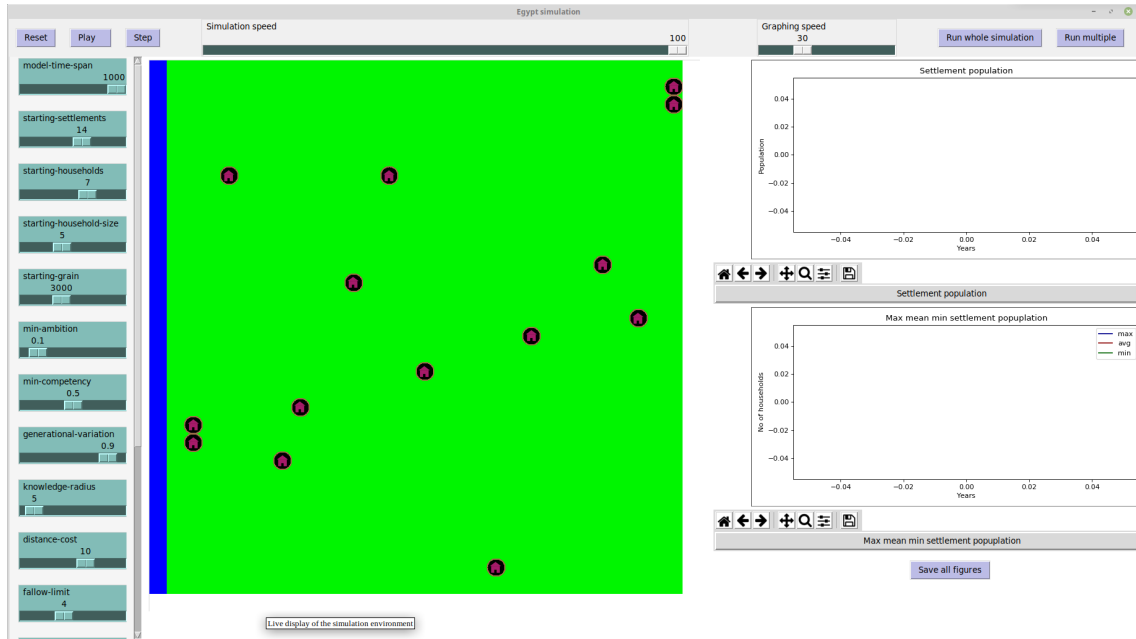 Egypt simulation
Reset
Play
Step
Simulation speed
100
Graphing speed
30
Run whole simulation
Run multiple
model-time-span
1000
starting-settlements
14
starting-households
7
starting-household-size
5
starting-grain
3000
min-ambition
0.1
min-competency
0.5
generational-variation
0.9
knowledge-radius
5
distance-cost
10
fallow-limit
4
Live display of the simulation environment
Settlement population
0.04
0.02
0.00
−0.02
−0.04
Population
−0.04
−0.02
0.00
0.02
0.04
Years
Settlement population
Max mean min settlement popuplation
max
avg
min
0.04
0.02
0.00
−0.02
−0.04
No of households
−0.04
−0.02
0.00
0.02
0.04
Years
Max mean min settlement popuplation
Save all figures